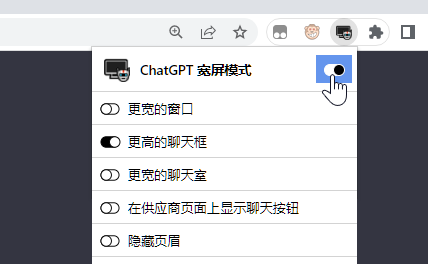 ChatGPT 宽屏模式
更宽的窗口
更高的聊天框
更宽的聊天室
在供应商页面上显示聊天按钮
隐藏页眉